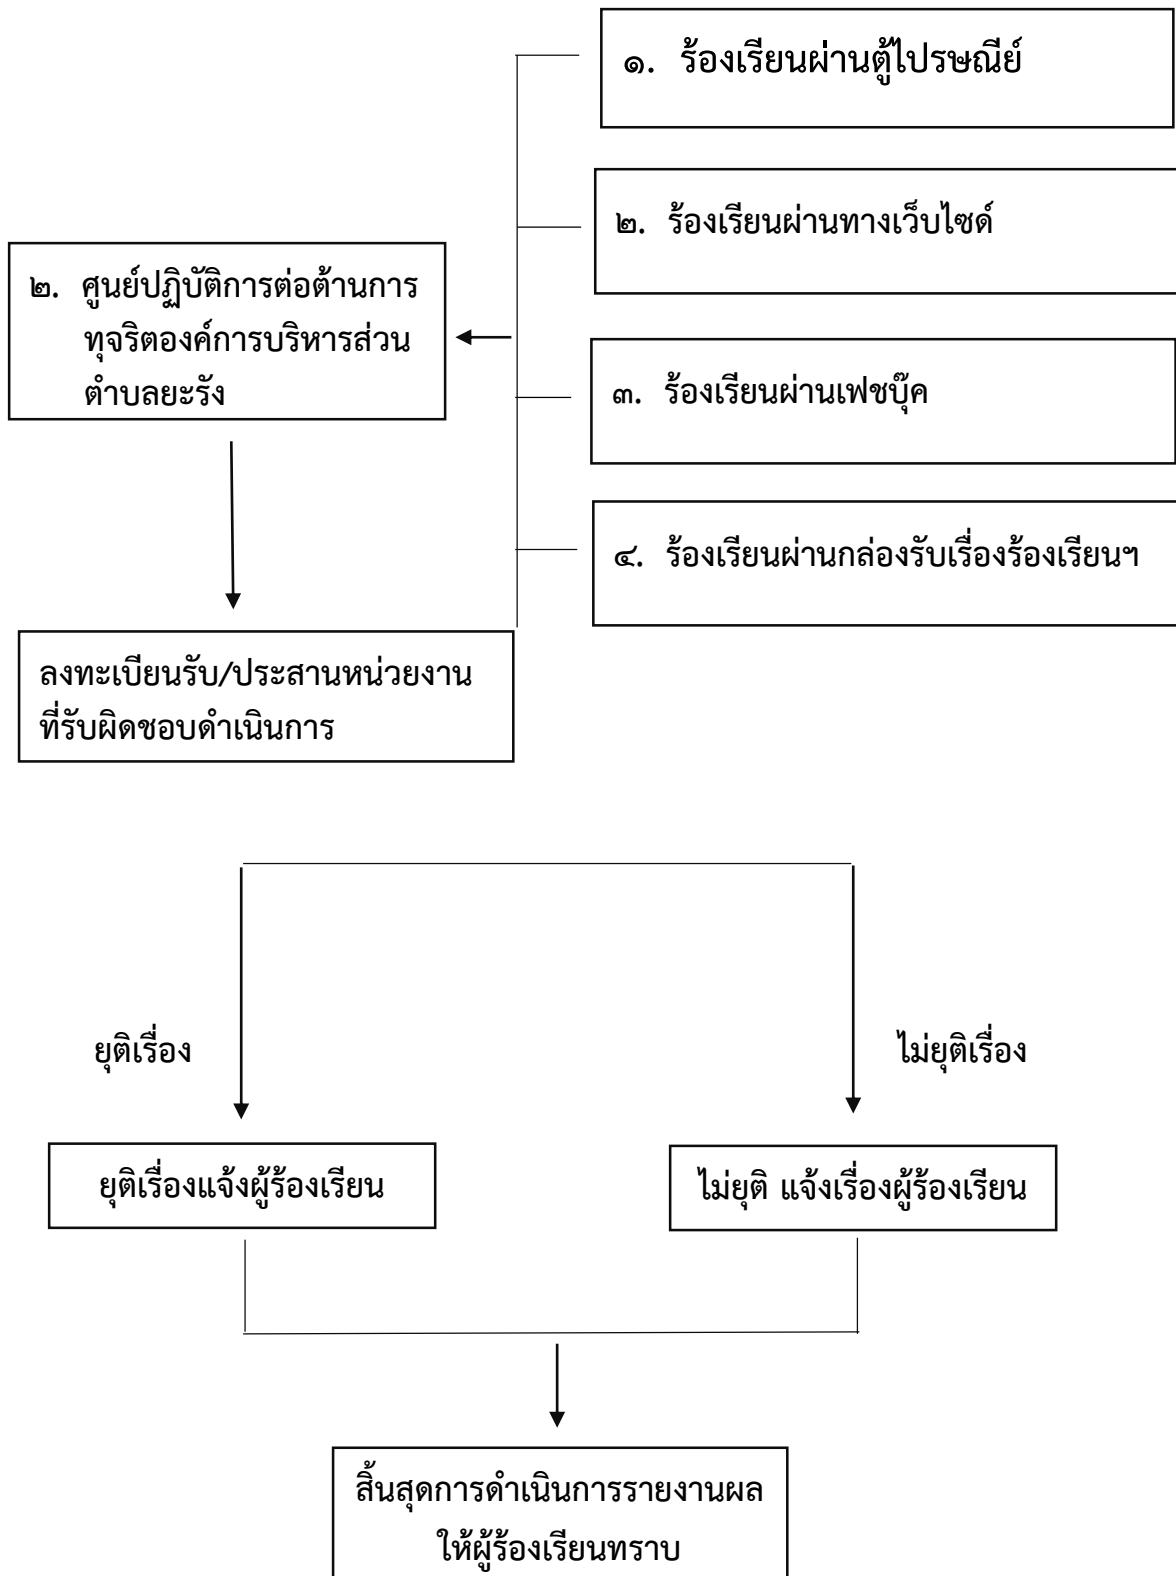 ๑. ร้องเรียนผ่านตู้ไปรษณีย์
๒. ร้องเรียนผ่านทางเว็บไซด์
๒. ศูนย์ปฏิบัติการต่อต้านการ
ทุจริตองค์การบริหารส่วน
ตำบลยะรัง
๓. ร้องเรียนผ่านเฟชบุ๊ค
๔. ร้องเรียนผ่านกล่องรับเรื่องร้องเรียนฯ
ลงทะเบียนรับ/ประสานหน่วยงาน
ที่รับผิดชอบดำเนินการ
ยุติเรื่อง
ไม่ยุติเรื่อง
ยุติเรื่องแจ้งผู้ร้องเรียน
ไม่ยุติ แจ้งเรื่องผู้ร้องเรียน
สิ้นสุดการดำเนินการรายงานผล
ให้ผู้ร้องเรียนทราบ